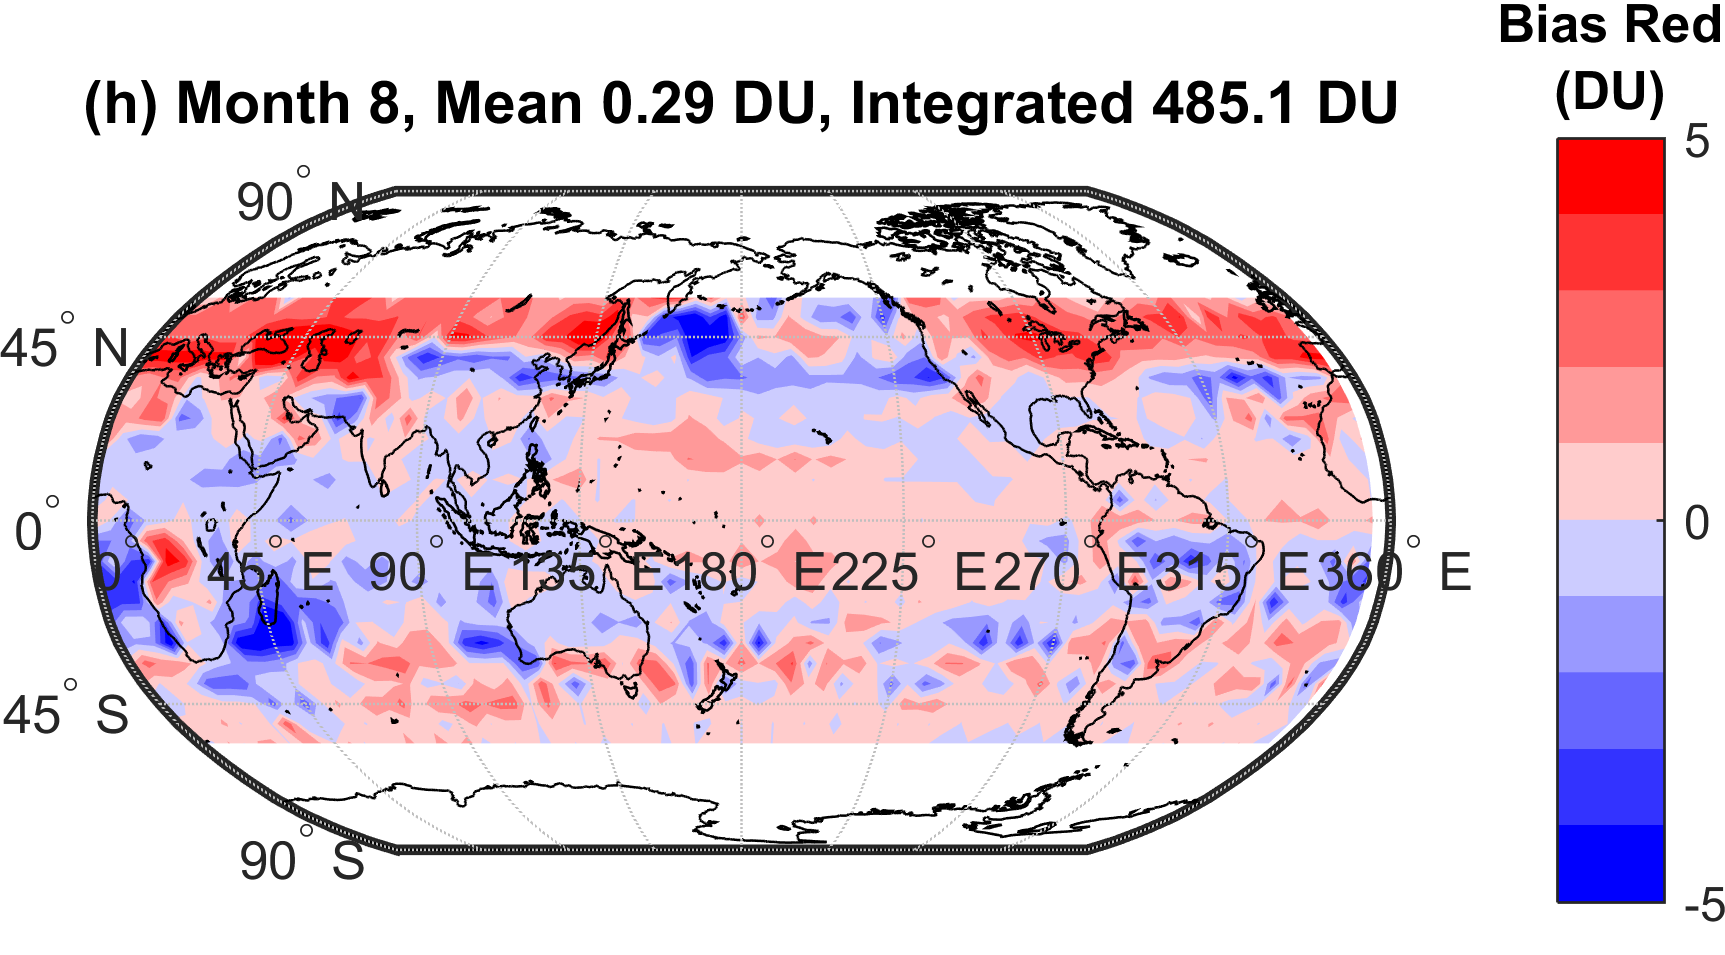 Bias Red
(DU)
(h) Month 8, Mean 0.29 DU, Integrated 485.1 DU
5
90° N
45° N
0°
0° 45° E 90° E 135° E 180° E 225° E 270° E 315° E 360° E
0
45° S
90° S
-5